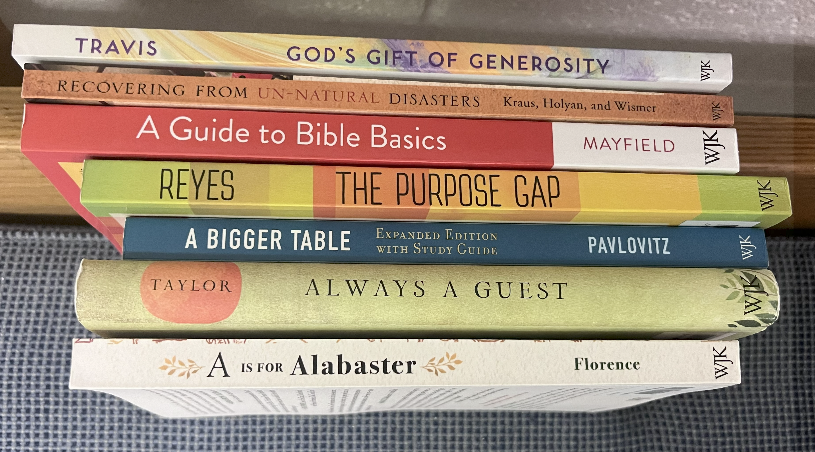 TRAVIS GOD'S GIFT OF GENEROSITY WJK
RECOVERING FROM UN-NATURAL DISASTERS Kraus, Holyan, and Wismer WJK
A Guide to Bible Basics MAYFIELD WJK
REYES THE PURPOSE GAP WJK
A BIGGER TABLE EXPANDED EDITION WITH STUDY GUIDE PAVLOVITZ WJK
TAYLOR ALWAYS A GUEST WJK
A IS FOR Alabaster Florence WJK